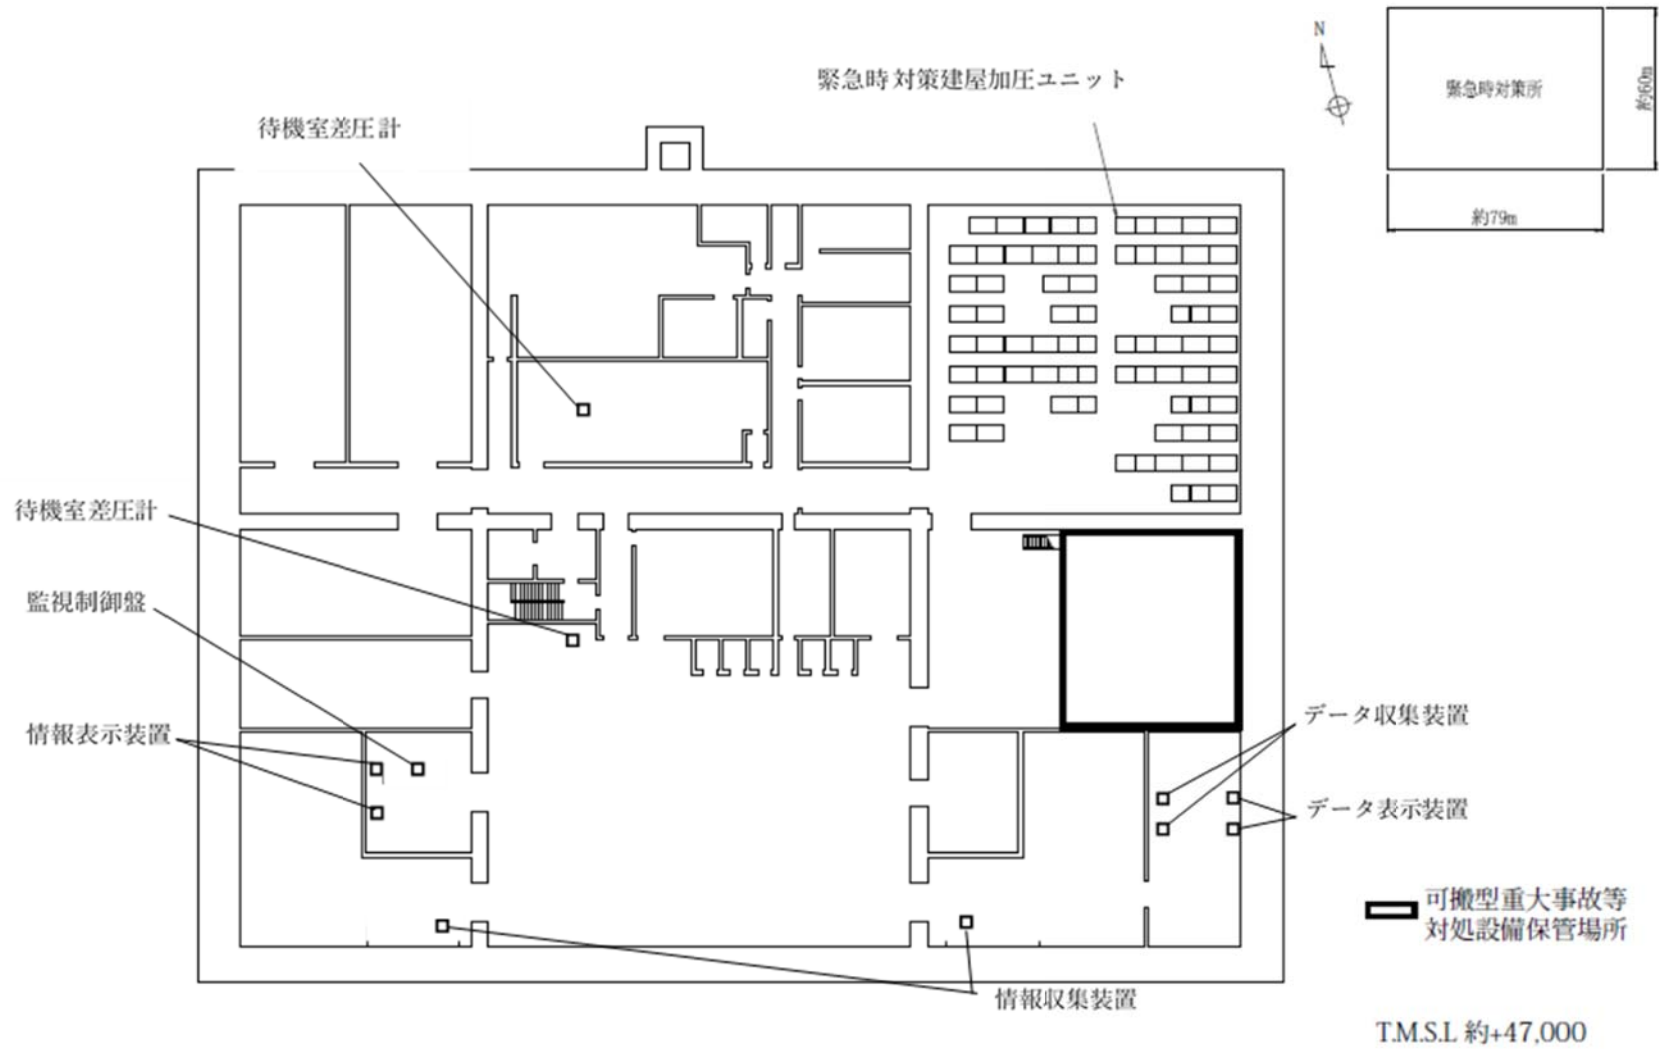 N
緊急時対策所
約60m
約79m
緊急時対策建屋加圧ユニット
待機室差圧計
待機室差圧計
監視制御盤
情報表示装置
データ収集装置
データ表示装置
可搬型重大事故等
対処設備保管場所
情報収集装置
T.M.S.L 約+47,000